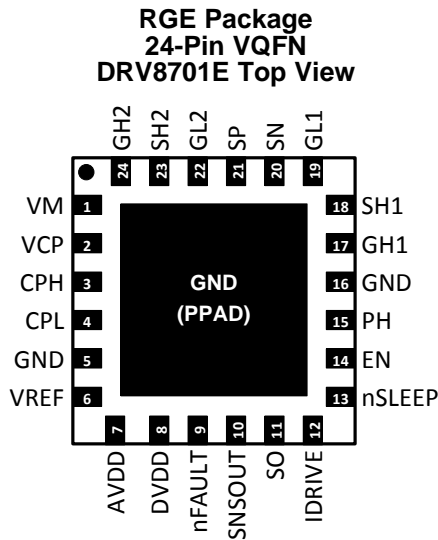 RGE Package
24-Pin VQFN
DRV8701E Top View
GH2 SH2 GL2 SP SN GL1
24 23 22 21 20 19
VM 1 18 SH1
VCP 2 17 GH1
CPH 3 GND 16 GND
CPL 4 (PPAD) 15 PH
GND 5 14 EN
VREF 6 13 nSLEEP
7 8 9 10 11 12
AVDD DVDD nFAULT SNSOUT SO IDRIVE